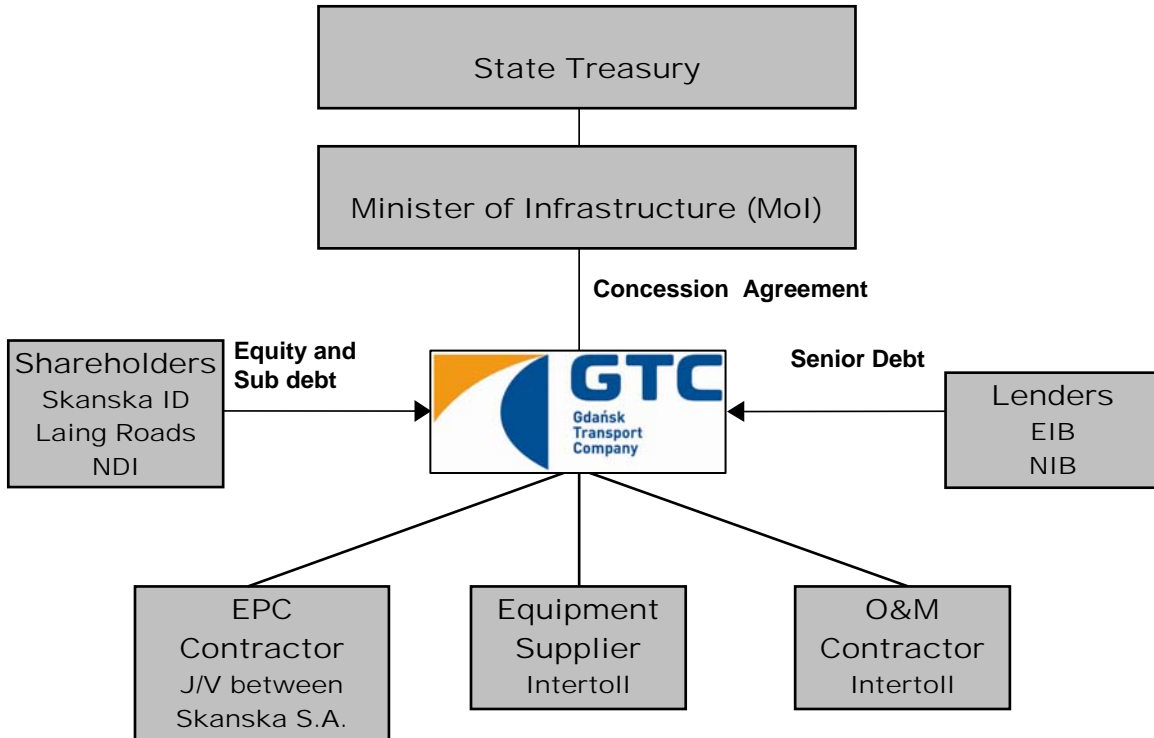 State Treasury
Minister of Infrastructure (MoI)
Concession Agreement
Shareholders
Skanska ID
Laing Roads
NDI
Equity and
Sub debt
GTC
Gdańsk
Transport
Company
Senior Debt
Lenders
EIB
NIB
EPC
Contractor
J/V between
Skanska S.A.
Equipment
Supplier
Intertoll
O&M
Contractor
Intertoll